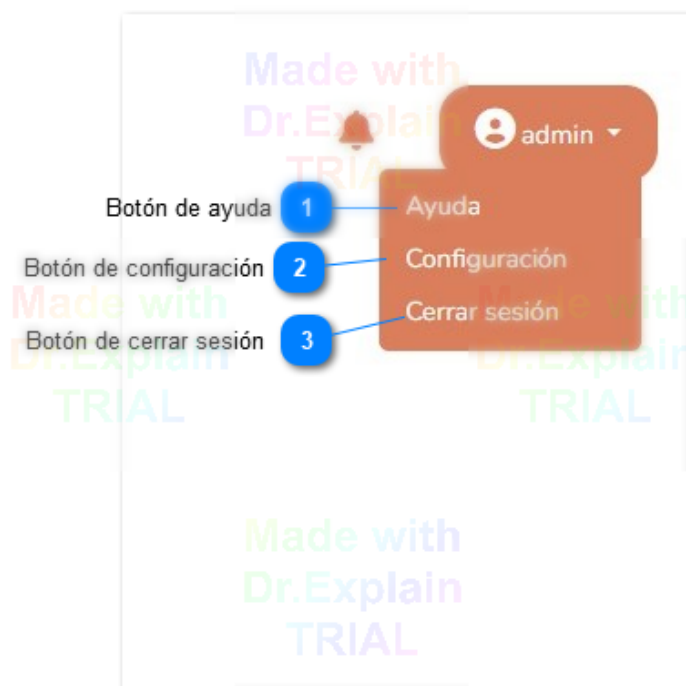 Made with
Dr.Explain
TRIAL
admin
Botón de ayuda 1 Ayuda
Botón de configuración 2 Configuración
Botón de cerrar sesión 3 Cerrar sesión
Made with
Dr.Explain
TRIAL
Made with
Dr.Explain
TRIAL
Made with
Dr.Explain
TRIAL